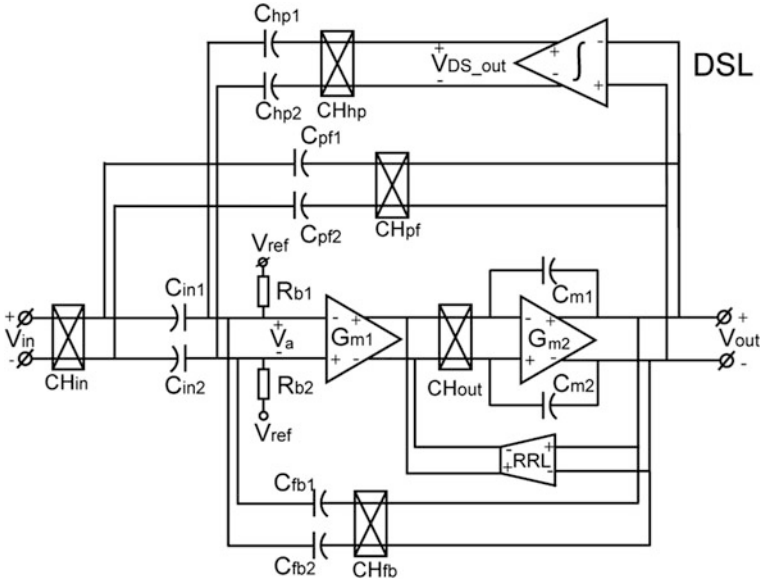 Chp1
+
-
+
VDS_out
+
∫
DSL
-
-
+
Chp2
CHhp
Cpf1
Cpf2
CHpf
Vref
Cin1
Rb1
Cm1
+
Vin
-
+
Va
-
-
+
Gm1
+
-
-
+
Gm2
+
-
+
Vout
-
CHin
Cin2
Rb2
CHout
Cm2
Vref
-
RRL
+
+
-
Cfb1
Cfb2
CHfb